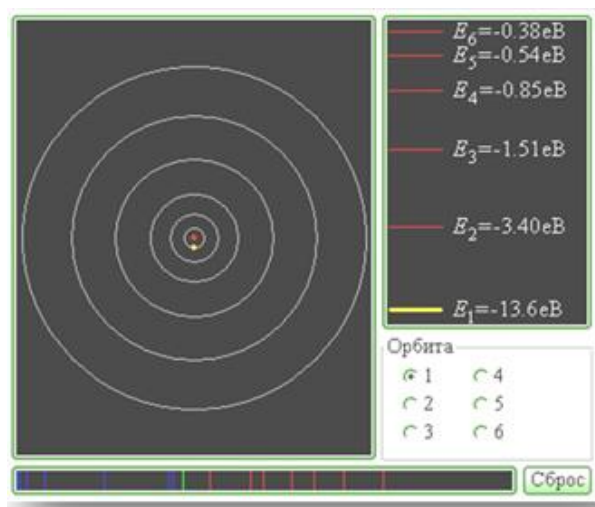 E6=-0.38eB
E5=-0.54eB
E4=-0.85eB
E3=-1.51eB
E2=-3.40eB
E1=-13.6eB
Орбита
1 4
2 5
3 6
Сброс